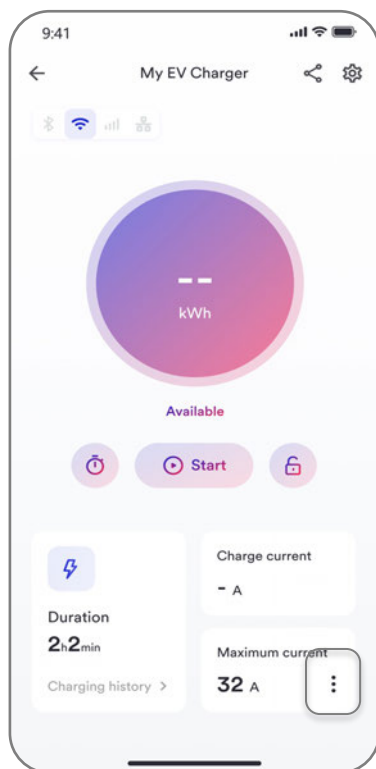 9:41
My EV Charger
--
kWh
Available
Start
Duration
2h2min
Charging history >
Charge current
- A
Maximum current
32 A